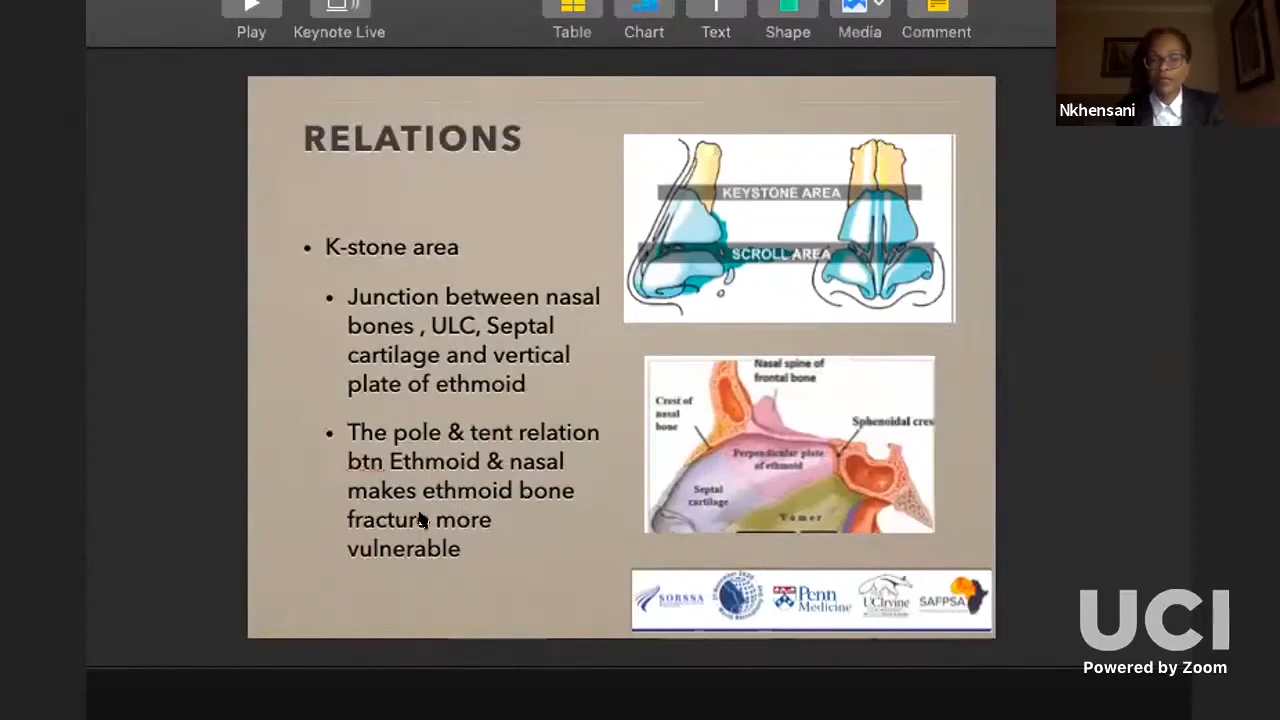 Play
Keynote Live
Table
Chart
Text
Shape
Media
Comment
Nkhensani
RELATIONS
• K-stone area
• Junction between nasal
bones , ULC, Septal
cartilage and vertical
plate of ethmoid
• The pole & tent relation
btn Ethmoid & nasal
makes ethmoid bone
fracture more
vulnerable
KEYSTONE AREA
SCROLL AREA
Nasal spine of
frontal bone
Crest of
nasal
bone
Sphenoidal cres
Perpendicular plate
of ethmoid
Septal
cartilage
Vomer
SORSSA
Penn
Medicine
UCIrvine
SAFPSA
UCI
Powered by Zoom